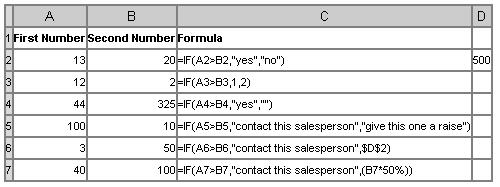 A B C D
1 First Number Second Number Formula
2 13 20 =IF(A2>B2,"yes","no") 500
3 12 2 =IF(A3>B3,1,2)
4 44 325 =IF(A4>B4,"yes","")
5 100 10 =IF(A5>B5,"contact this salesperson","give this one a raise")
6 3 50 =IF(A6>B6,"contact this salesperson",$D$2)
7 40 100 =IF(A7>B7,"contact this salesperson",(B7*50%))